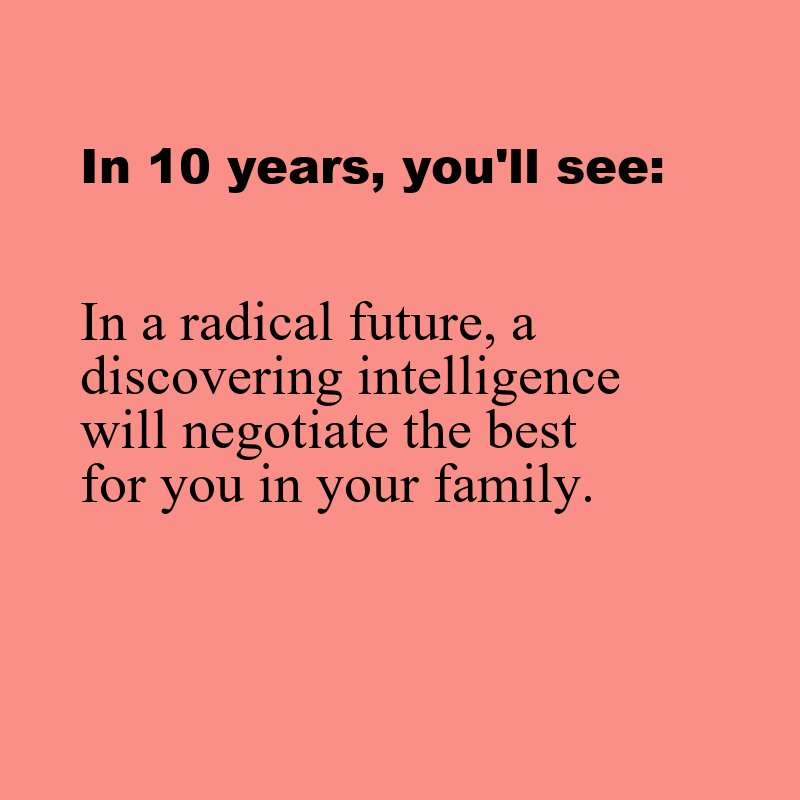 In 10 years, you'll see:
In a radical future, a
discovering intelligence
will negotiate the best
for you in your family.